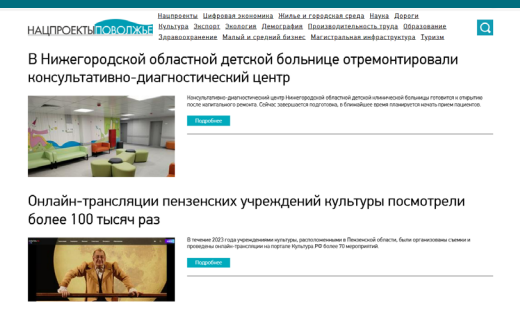 НАЦПРОЕКТЫПОВОЛЖЬЕ
Нацпроекты Цифровая экономика Жилье и городская среда Наука Дороги
Культура Экспорт Экология Демография Производительность труда Образование
Здравоохранение Малый и средний бизнес Магистральная инфраструктура Туризм
В Нижегородской областной детской больнице отремонтировали
консультативно-диагностический центр
Консультативно-диагностический центр Нижегородской областной детской клинической больницы готовится к открытию
после капитального ремонта. Сейчас завершается подготовка, в ближайшее время планируется начать прием пациентов.
Подробнее
Онлайн-трансляции пензенских учреждений культуры посмотрели
более 100 тысяч раз
В течение 2023 года учреждениями культуры, расположенными в Пензенской области, были организованы съемки и
проведены онлайн-трансляции на портале Культура.РФ более 70 мероприятий.
Подробнее